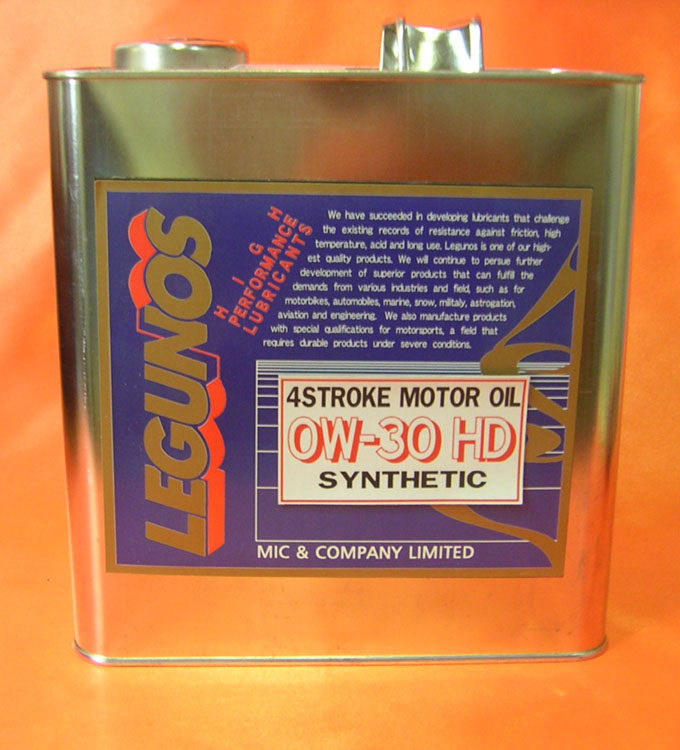 LEGUNOS
HIGH
PERFORMANCE
LUBRICANTS
We have succeeded in developing lubricants that challenge
the existing records of resistance against friction, high
temperature, acid and long use. Legunos is one of our high-
est quality products. We will continue to persue further
development of superior products that can fulfill the
demands from various industries and field, such as for
motorbikes, automobiles, marine, snow, militaly, astrogation,
aviation and engineering. We also manufacture products
with special qualifications for motorsports, a field that
requires durable products under severe conditions.
4STROKE MOTOR OIL
0W-30 HD
SYNTHETIC
MIC & COMPANY LIMITED